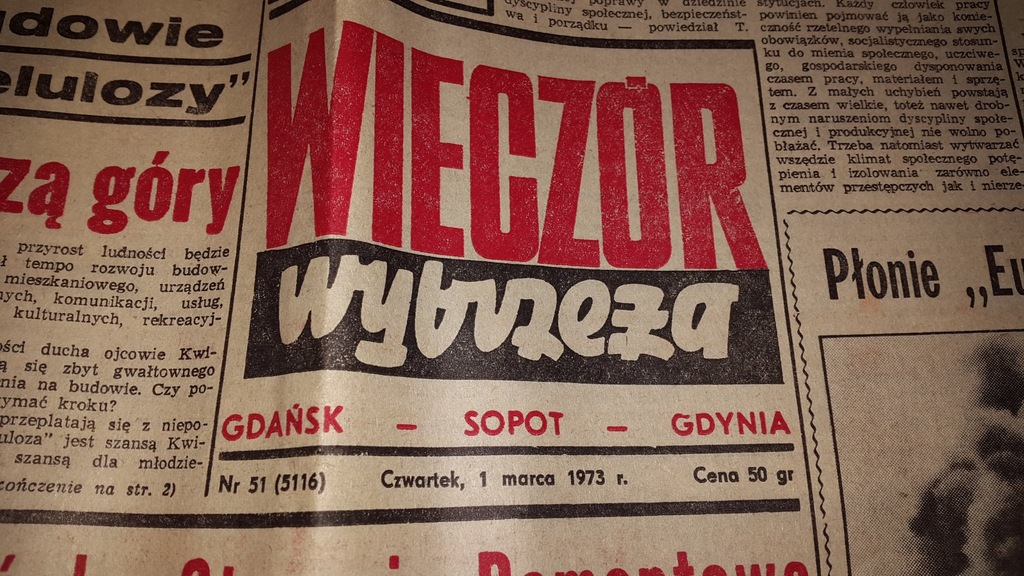 udowie
elulozy”
zą góry
przyrost ludności będzie
ł tempo rozwoju budow-
mieszkaniowego, urządzeń
nych, komunikacji, usług,
kulturalnych, rekreacyj-
ości ducha ojcowie Kwi-
ą się zbyt gwałtownego
nia na budowie. Czy po-
zymać kroku?
przeplatają się z niepo-
uloza” jest szansą Kwi-
szansą dla młodzie-
ończenie na str. 2)
WIECZÓR
wybrzeża
GDAŃSK – SOPOT – GDYNIA
Nr 51 (5116) Czwartek, 1 marca 1973 r. Cena 50 gr
poprawy w dziedzinie
dyscypliny społecznej, bezpieczeńst-
wa i porządku — powiedział T.
stytucjach. Każdy człowiek pracy
powinien pojmować ją jako konie-
czność rzetelnego wypełniania swych
obowiązków, socjalistycznego stosun-
ku do mienia społecznego, uczciwe-
go, gospodarskiego dysponowania
czasem pracy, materiałem i sprzę-
tem. Z małych uchybień powstają
z czasem wielkie, toteż nawet drob-
nym naruszeniom dyscypliny społe-
cznej i produkcyjnej nie wolno po-
błażać. Trzeba natomiast wytwarzać
wszędzie klimat społecznego potę-
pienia i izolowania zarówno ele-
mentów przestępczych jak i nierze-
Płonie „Eu